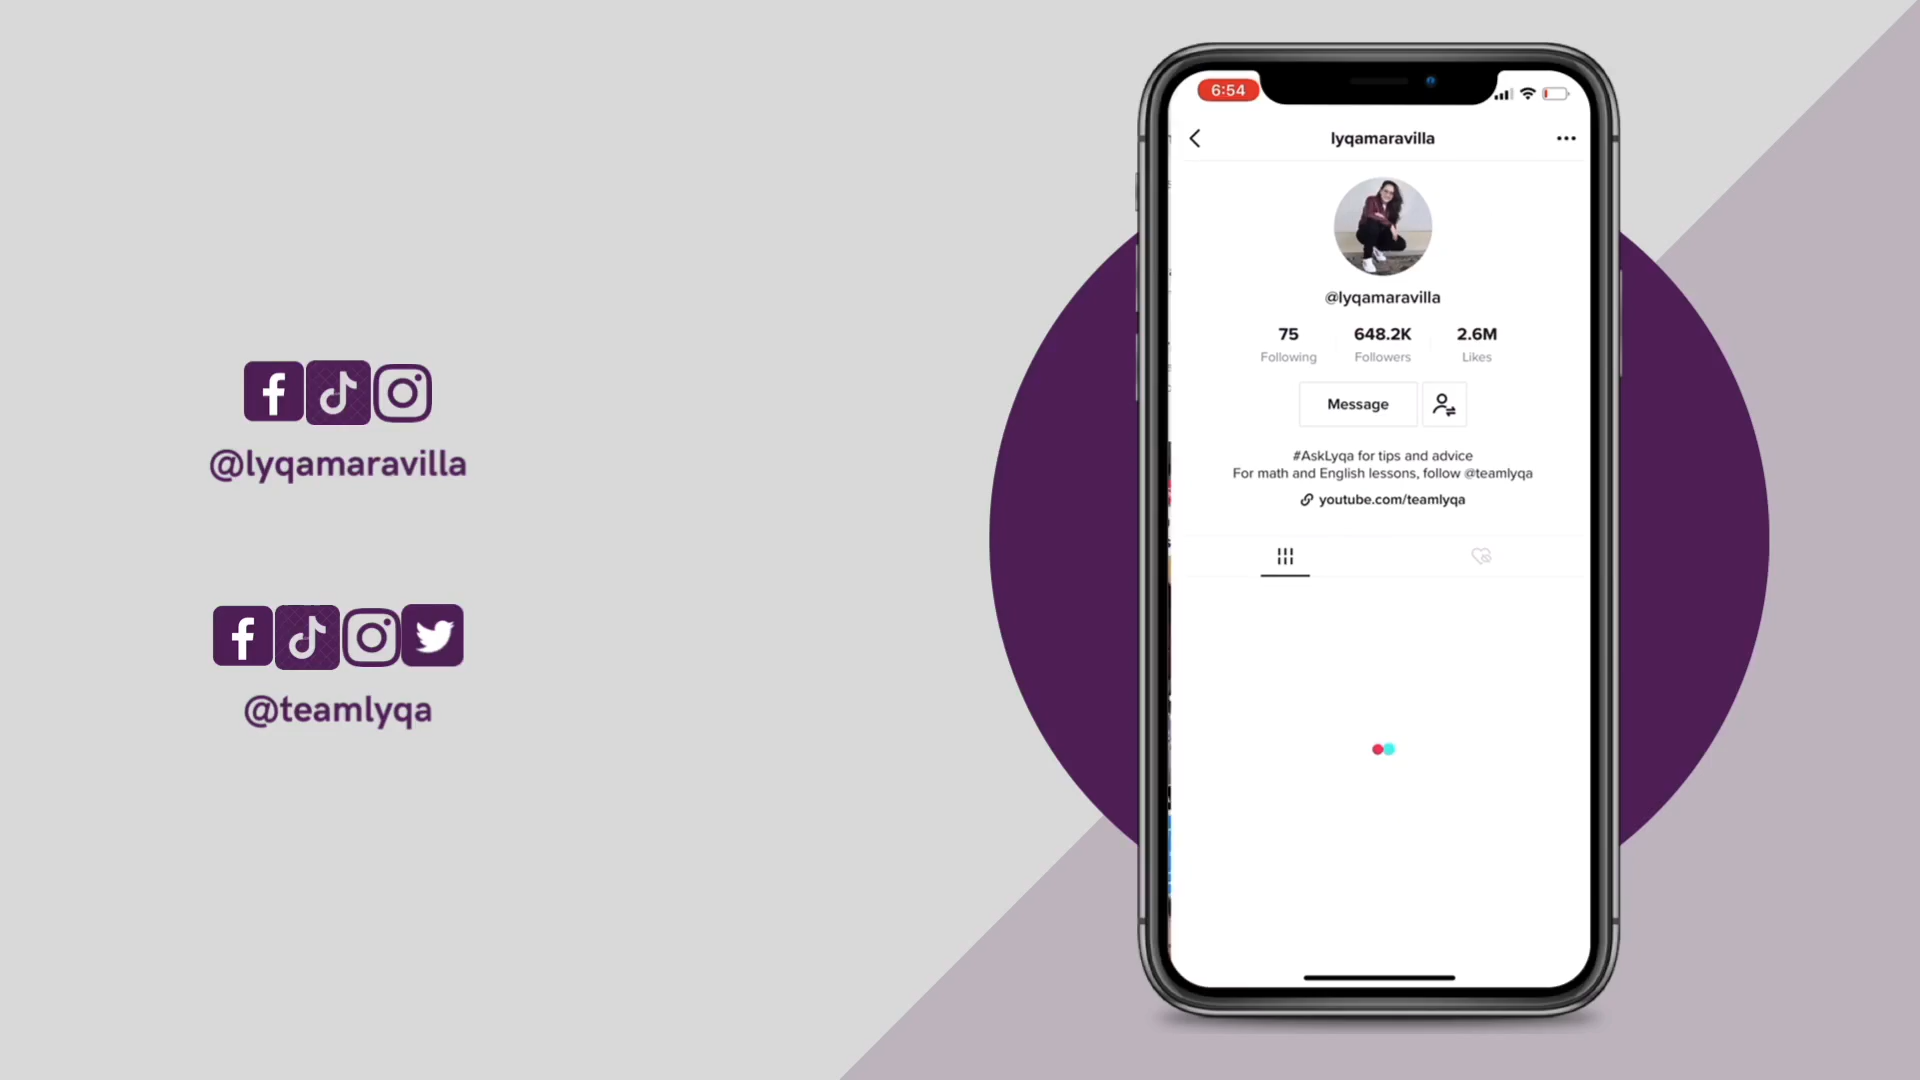 @lyqamaravilla
@teamlyqa
6:54
lyqamaravilla
@lyqamaravilla
75 648.2K 2.6M
Following Followers Likes
Message
#AskLyqa for tips and advice
For math and English lessons, follow @teamlyqa
youtube.com/teamlyqa